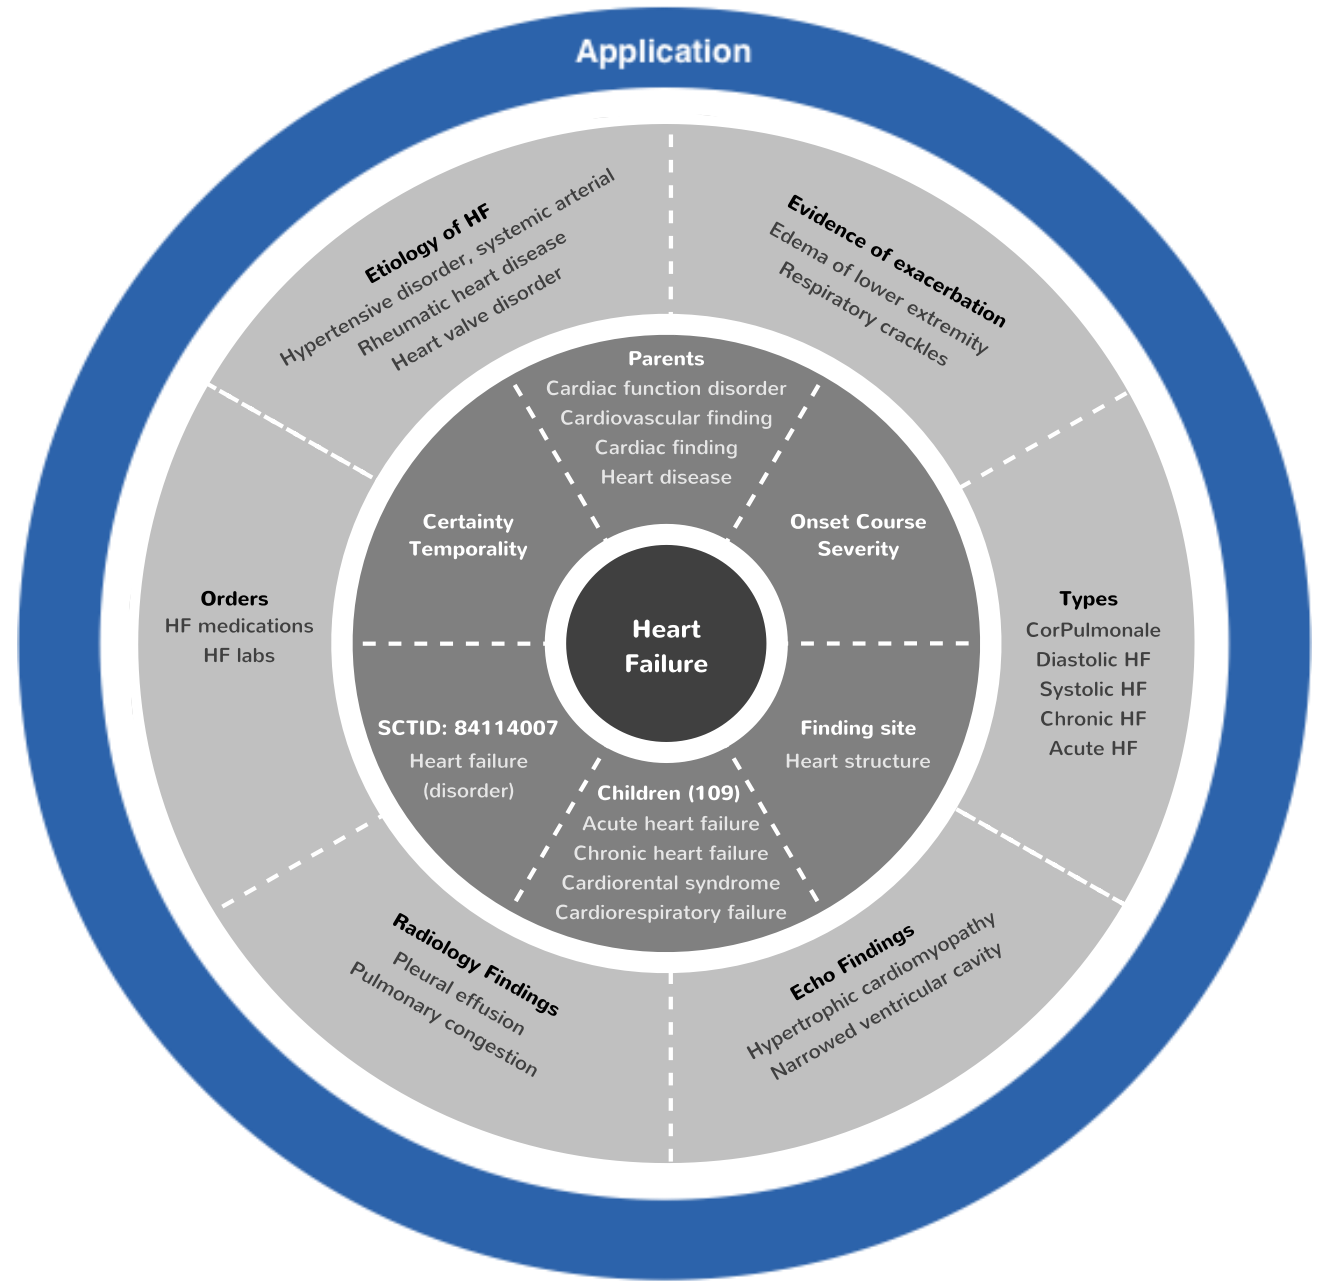 Application
Etiology of HF
Hypertensive disorder, systemic arterial
Rheumatic heart disease
Heart valve disorder
Evidence of exacerbation
Edema of lower extremity
Respiratory crackles
Parents
Cardiac function disorder
Cardiovascular finding
Cardiac finding
Heart disease
Certainty
Temporality
Onset Course
Severity
Orders
HF medications
HF labs
Heart
Failure
Types
CorPulmonale
Diastolic HF
Systolic HF
Chronic HF
Acute HF
SCTID: 84114007
Heart failure
(disorder)
Finding site
Heart structure
Children (109)
Acute heart failure
Chronic heart failure
Cardiorental syndrome
Cardiorespiratory failure
Radiology Findings
Pleural effusion
Pulmonary congestion
Echo Findings
Hypertrophic cardiomyopathy
Narrowed ventricular cavity